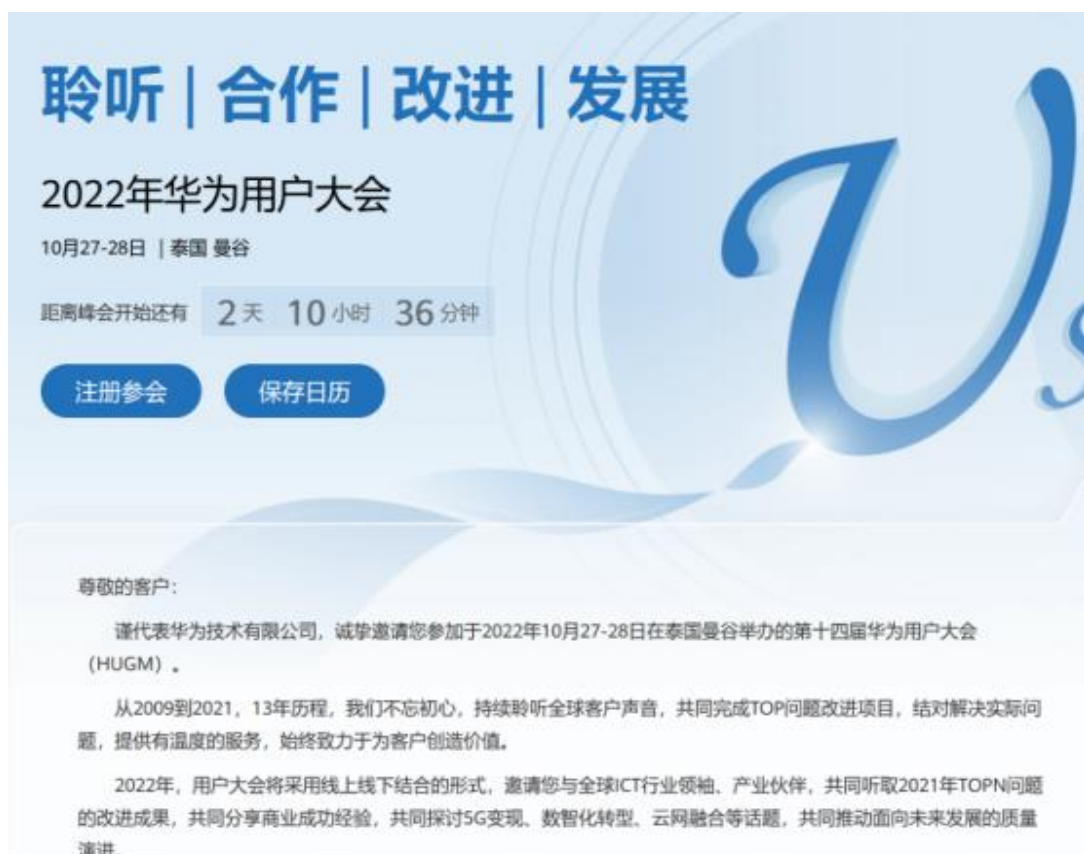 聆听 | 合作 | 改进 | 发展
2022年华为用户大会
10月27-28日 | 泰国 曼谷
距离峰会开始还有 2 天 10 小时 36 分钟
注册参会 保存日历
Us
尊敬的客户：
谨代表华为技术有限公司，诚挚邀请您参加于2022年10月27-28日在泰国曼谷举办的第十四届华为用户大会
（HUGM）。
从2009到2021，13年历程，我们不忘初心，持续聆听全球客户声音，共同完成TOP问题改进项目，结对解决实际问
题，提供有温度的服务，始终致力于为客户创造价值。
2022年，用户大会将采用线上线下结合的形式，邀请您与全球ICT行业领袖、产业伙伴，共同听取2021年TOPN问题
的改进成果，共同分享商业成功经验，共同探讨5G变现、数智化转型、云网融合等话题，共同推动面向未来发展的质量
演进。